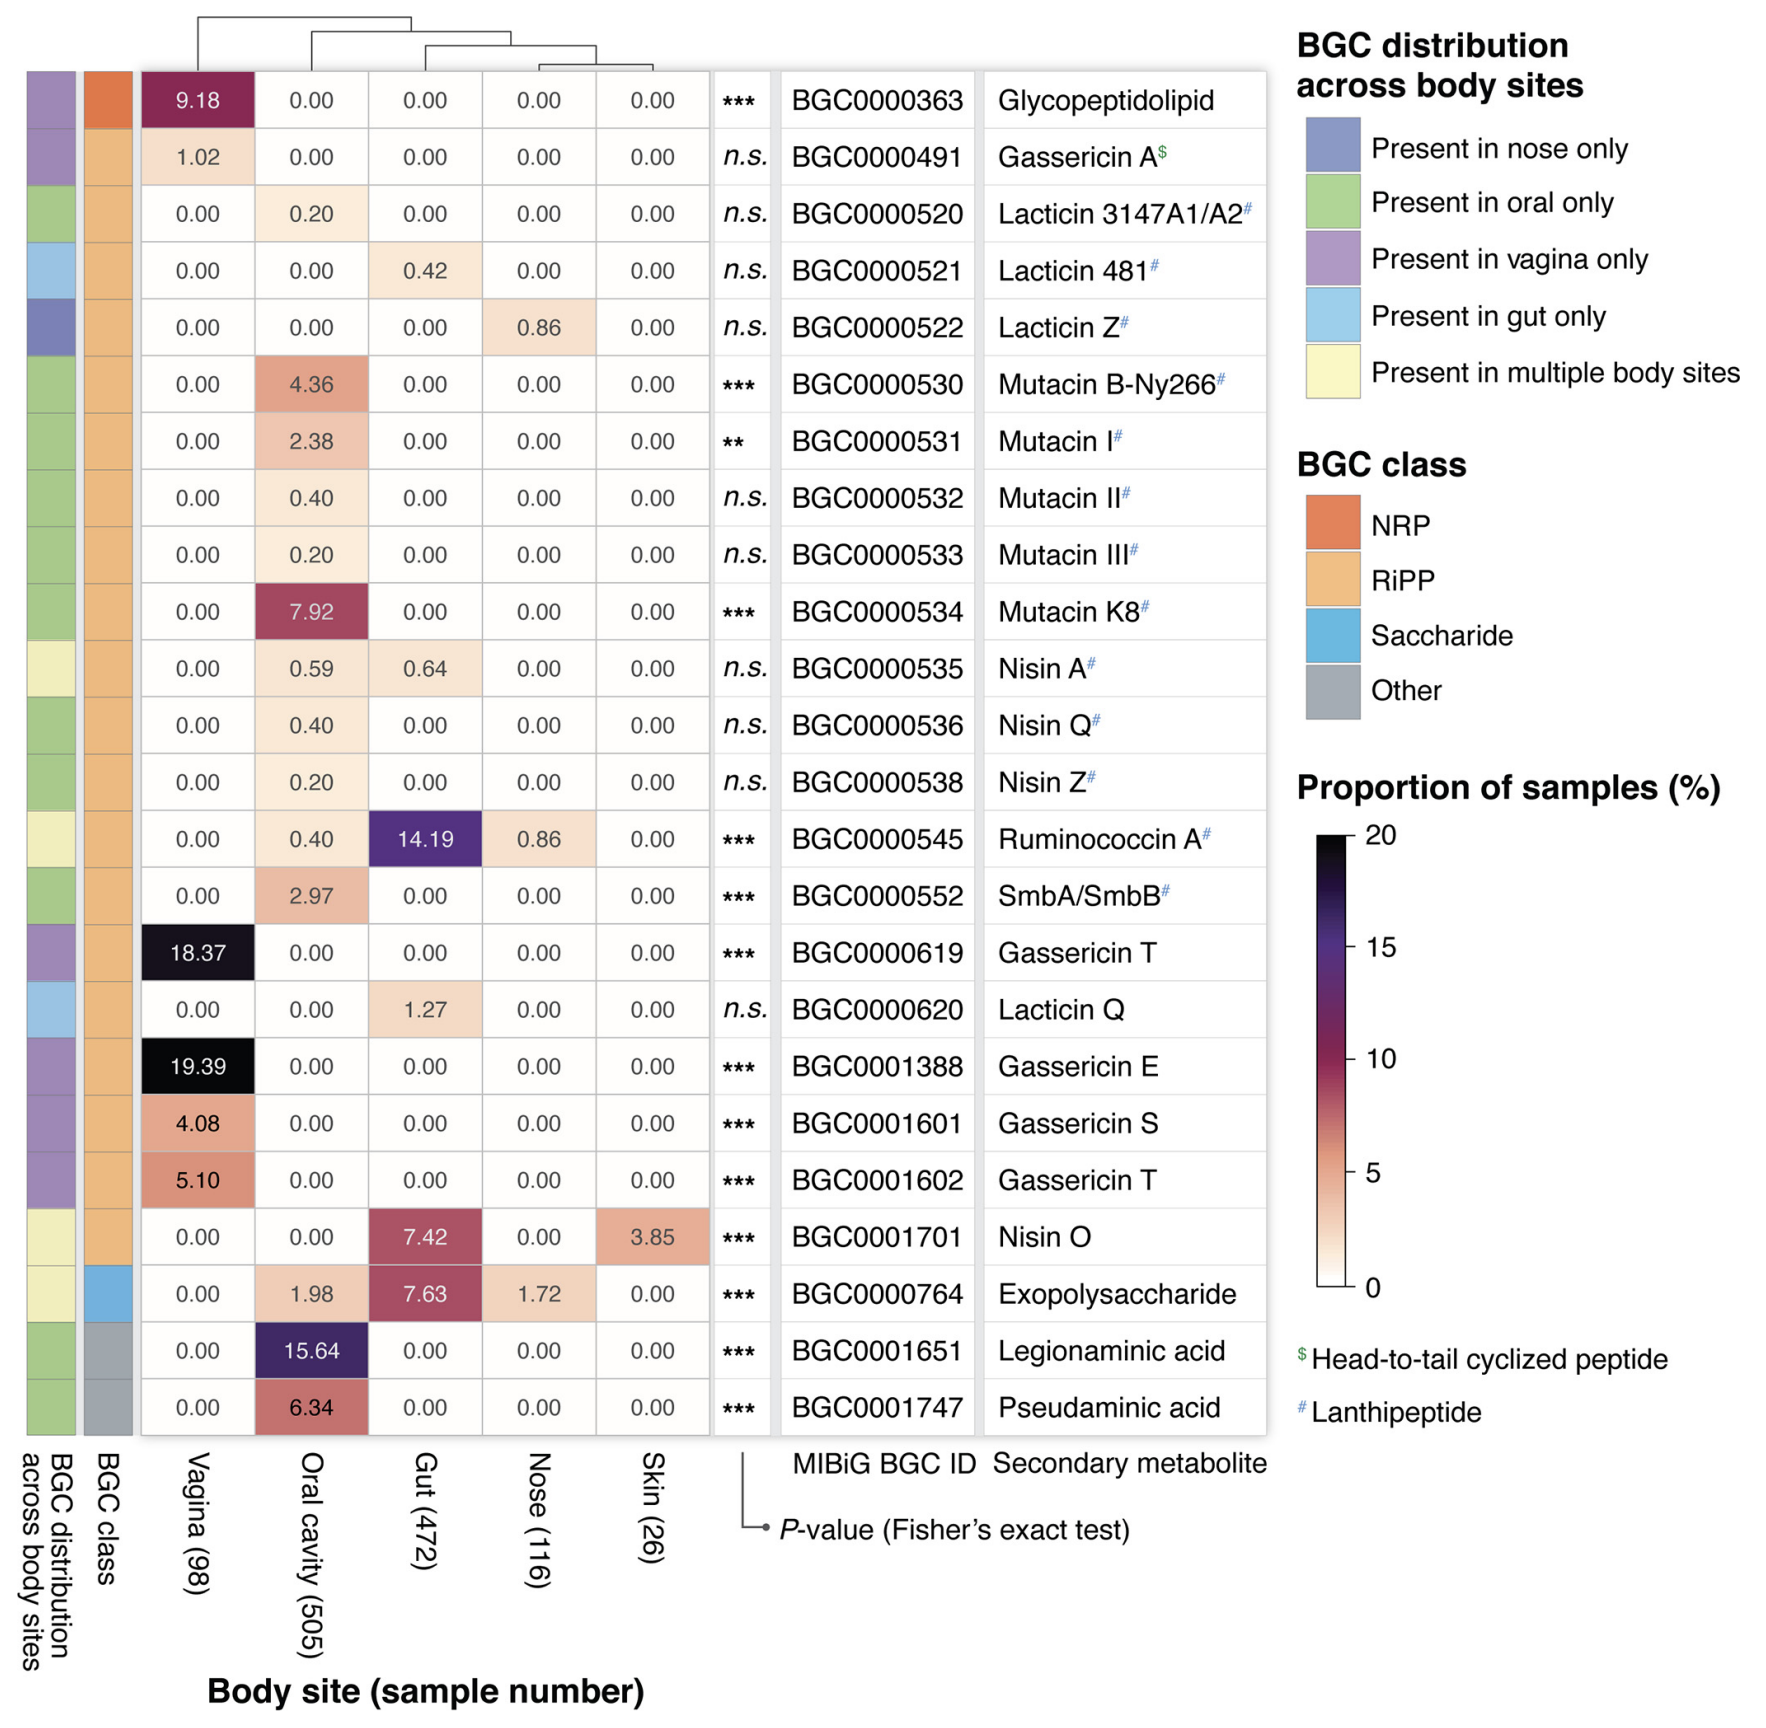 9.18 0.00 0.00 0.00 0.00 *** BGC0000363 Glycopeptidolipid
1.02 0.00 0.00 0.00 0.00 n.s. BGC0000491 Gassericin A$
0.00 0.20 0.00 0.00 0.00 n.s. BGC0000520 Lacticin 3147A1/A2#
0.00 0.00 0.42 0.00 0.00 n.s. BGC0000521 Lacticin 481#
0.00 0.00 0.00 0.86 0.00 n.s. BGC0000522 Lacticin Z#
0.00 4.36 0.00 0.00 0.00 *** BGC0000530 Mutacin B-Ny266#
0.00 2.38 0.00 0.00 0.00 ** BGC0000531 Mutacin I#
0.00 0.40 0.00 0.00 0.00 n.s. BGC0000532 Mutacin II#
0.00 0.20 0.00 0.00 0.00 n.s. BGC0000533 Mutacin III#
0.00 7.92 0.00 0.00 0.00 *** BGC0000534 Mutacin K8#
0.00 0.59 0.64 0.00 0.00 n.s. BGC0000535 Nisin A#
0.00 0.40 0.00 0.00 0.00 n.s. BGC0000536 Nisin Q#
0.00 0.20 0.00 0.00 0.00 n.s. BGC0000538 Nisin Z#
0.00 0.40 14.19 0.86 0.00 *** BGC0000545 Ruminococcin A#
0.00 2.97 0.00 0.00 0.00 *** BGC0000552 SmbA/SmbB#
18.37 0.00 0.00 0.00 0.00 *** BGC0000619 Gassericin T
0.00 0.00 1.27 0.00 0.00 n.s. BGC0000620 Lacticin Q
19.39 0.00 0.00 0.00 0.00 *** BGC0001388 Gassericin E
4.08 0.00 0.00 0.00 0.00 *** BGC0001601 Gassericin S
5.10 0.00 0.00 0.00 0.00 *** BGC0001602 Gassericin T
0.00 0.00 7.42 0.00 3.85 *** BGC0001701 Nisin O
0.00 1.98 7.63 1.72 0.00 *** BGC0000764 Exopolysaccharide
0.00 15.64 0.00 0.00 0.00 *** BGC0001651 Legionaminic acid
0.00 6.34 0.00 0.00 0.00 *** BGC0001747 Pseudaminic acid
BGC distribution
across body sites
BGC class
Vagina (98)
Oral cavity (505)
Gut (472)
Nose (116)
Skin (26)
MIBiG BGC ID
Secondary metabolite
P-value (Fisher's exact test)
Body site (sample number)
BGC distribution
across body sites
Present in nose only
Present in oral only
Present in vagina only
Present in gut only
Present in multiple body sites
BGC class
NRP
RiPP
Saccharide
Other
Proportion of samples (%)
20
15
10
5
0
$ Head-to-tail cyclized peptide
# Lanthipeptide